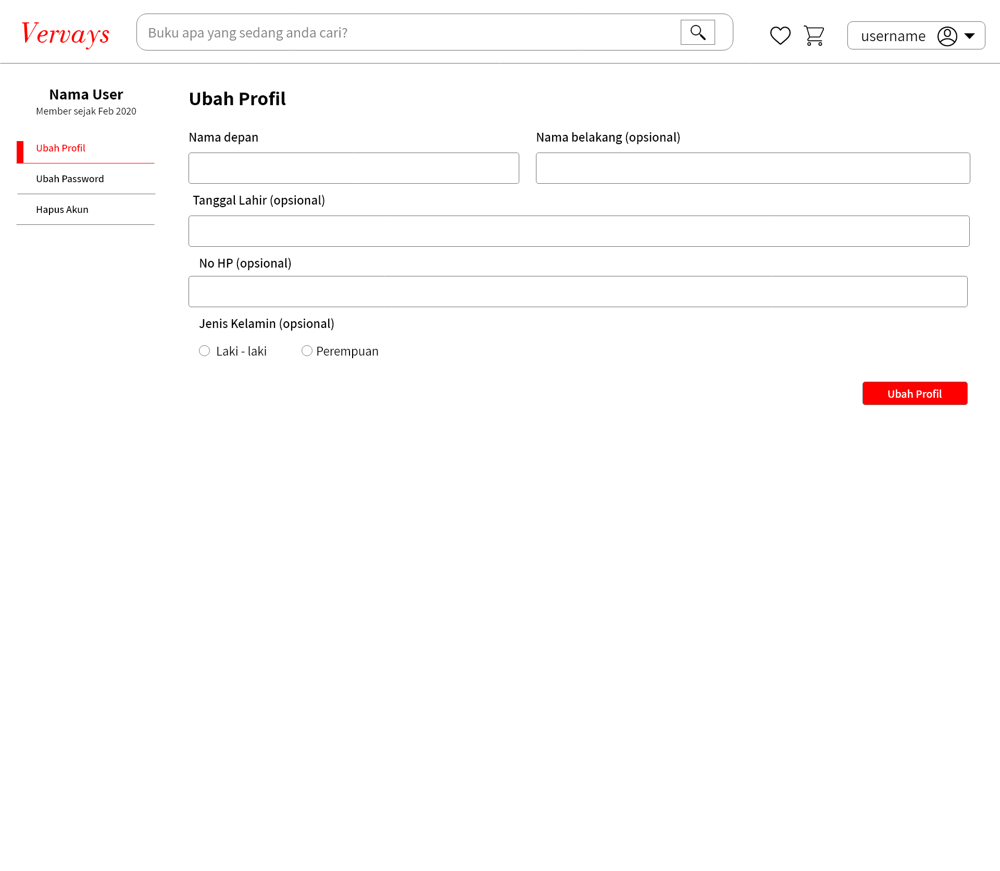 Vervays
Buku apa yang sedang anda cari?
username
Nama User
Member sejak Feb 2020
Ubah Profil
Ubah Password
Hapus Akun
Ubah Profil
Nama depan
Nama belakang (opsional)
Tanggal Lahir (opsional)
No HP (opsional)
Jenis Kelamin (opsional)
Laki - laki
Perempuan
Ubah Profil